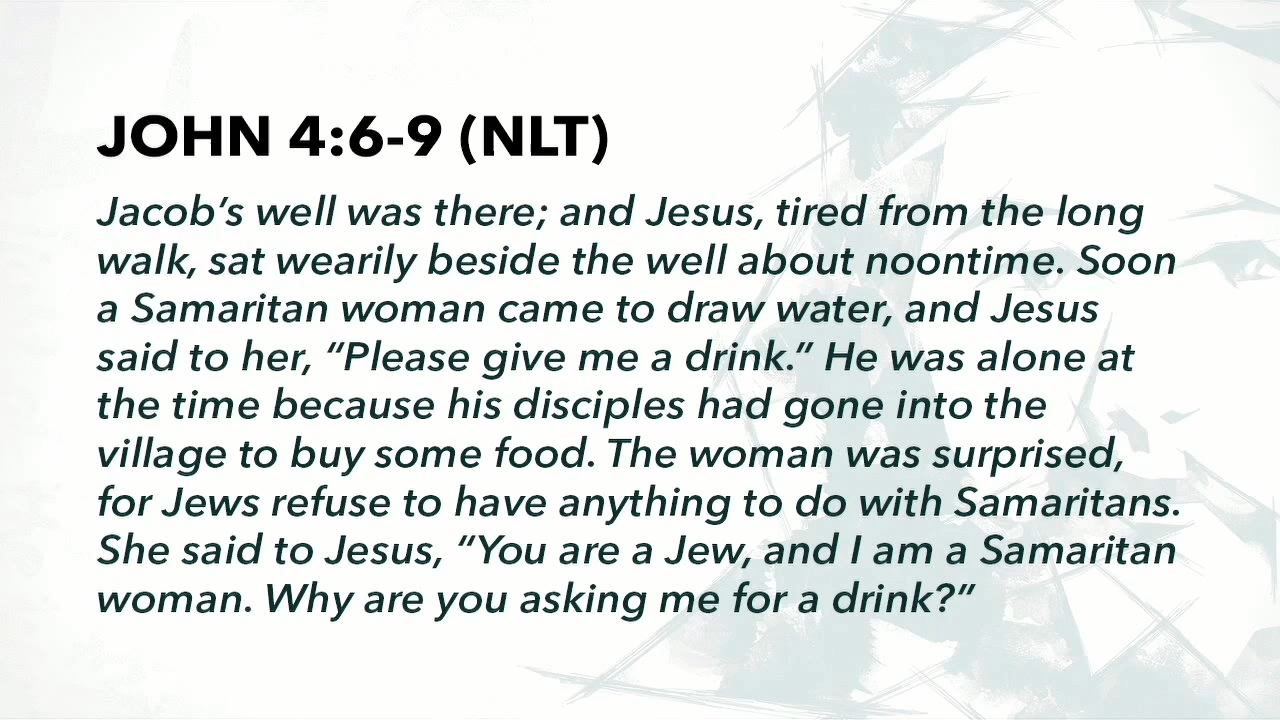 JOHN 4:6-9 (NLT)
Jacob’s well was there; and Jesus, tired from the long
walk, sat wearily beside the well about noontime. Soon
a Samaritan woman came to draw water, and Jesus
said to her, “Please give me a drink.” He was alone at
the time because his disciples had gone into the
village to buy some food. The woman was surprised,
for Jews refuse to have anything to do with Samaritans.
She said to Jesus, “You are a Jew, and I am a Samaritan
woman. Why are you asking me for a drink?”